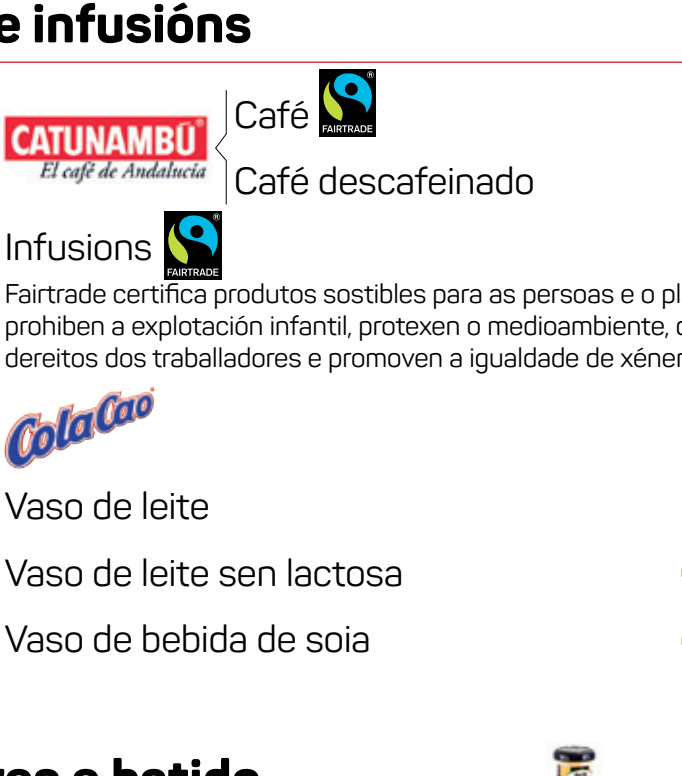 e infusións
CATUNAMBÚ®
El café de Andalucía
Café
FAIRTRADE
Café descafeinado
Infusions
FAIRTRADE
Fairtrade certifica produtos sostibles para as persoas e o pl
prohiben a explotación infantil, protexen o medioambiente,
dereitos dos traballadores e promoven a igualdade de xéner
ColaCao
Vaso de leite
Vaso de leite sen lactosa
Vaso de bebida de soia
batido